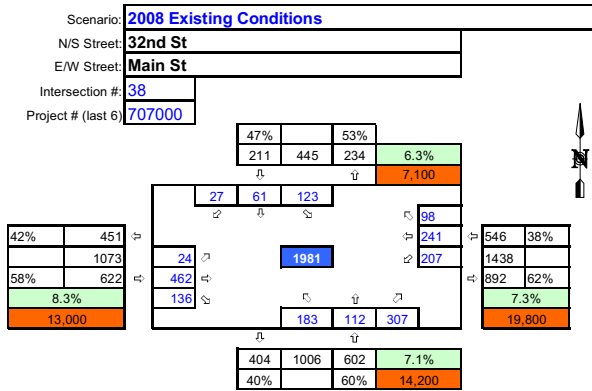 Scenario: 2008 Existing Conditions
N/S Street: 32nd St
E/W Street: Main St
Intersection #: 38
Project # (last 6) 707000
N
47% 53%
211 445 234 6.3%
⇩ ⇧ 7,100
27 61 123
98
42% 451 241 546 38%
1073 24 1981 207 1438
58% 622 462 892 62%
8.3% 136 7.3%
13,000 183 112 307 19,800
404 1006 602 7.1%
40% 60% 14,200